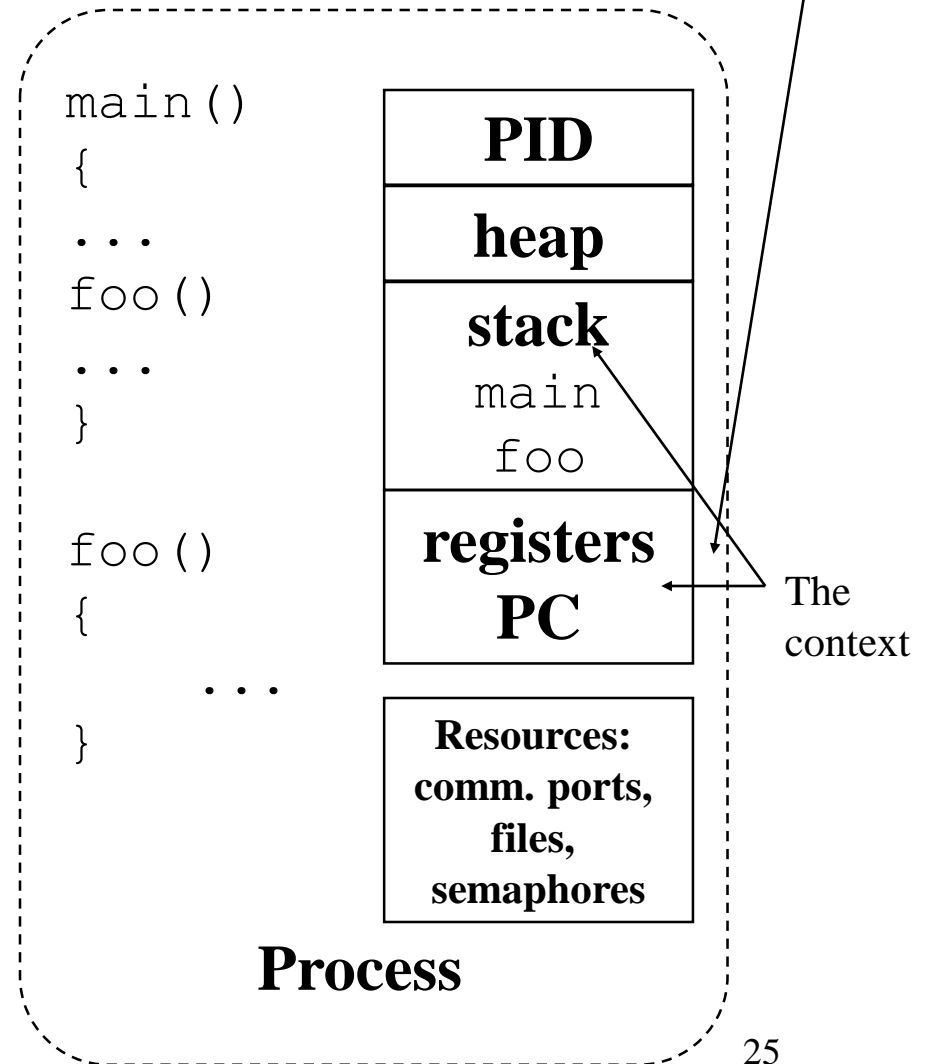 main()
{
...
foo()
...
}
foo()
{
...
}
PID
heap
stack
main
foo
registers
PC
Resources:
comm. ports,
files,
semaphores
Process
The
context
25